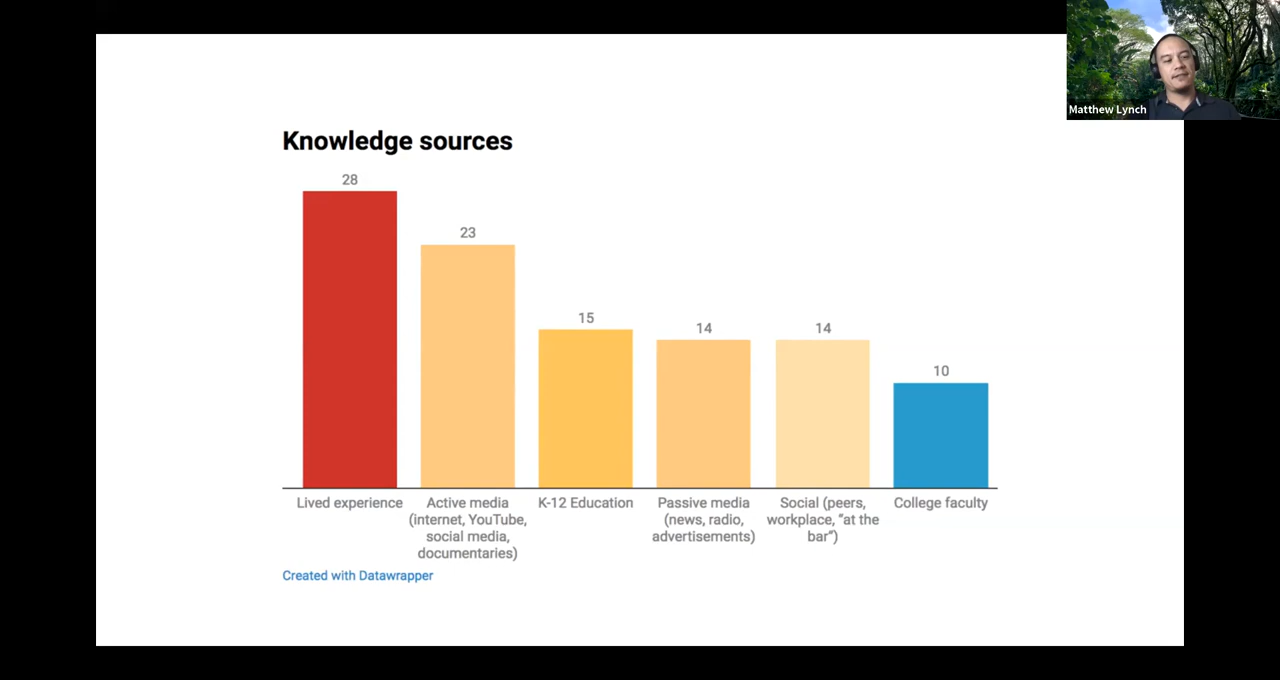 Matthew Lynch
Knowledge sources
28
23
15
14
14
10
Lived experience
Active media
(internet, YouTube,
social media,
documentaries)
K-12 Education
Passive media
(news, radio,
advertisements)
Social (peers,
workplace, "at the
bar")
College faculty
Created with Datawrapper